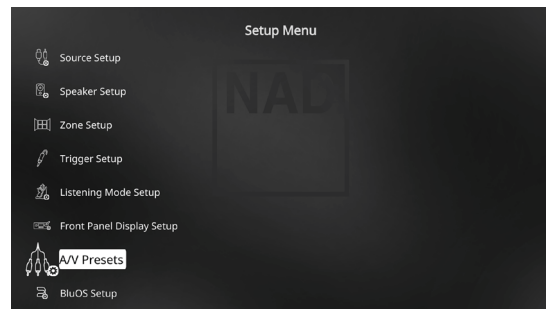 Setup Menu
NAD
Source Setup
Speaker Setup
Zone Setup
Trigger Setup
Listening Mode Setup
Front Panel Display Setup
A/V Presets
BluOS Setup